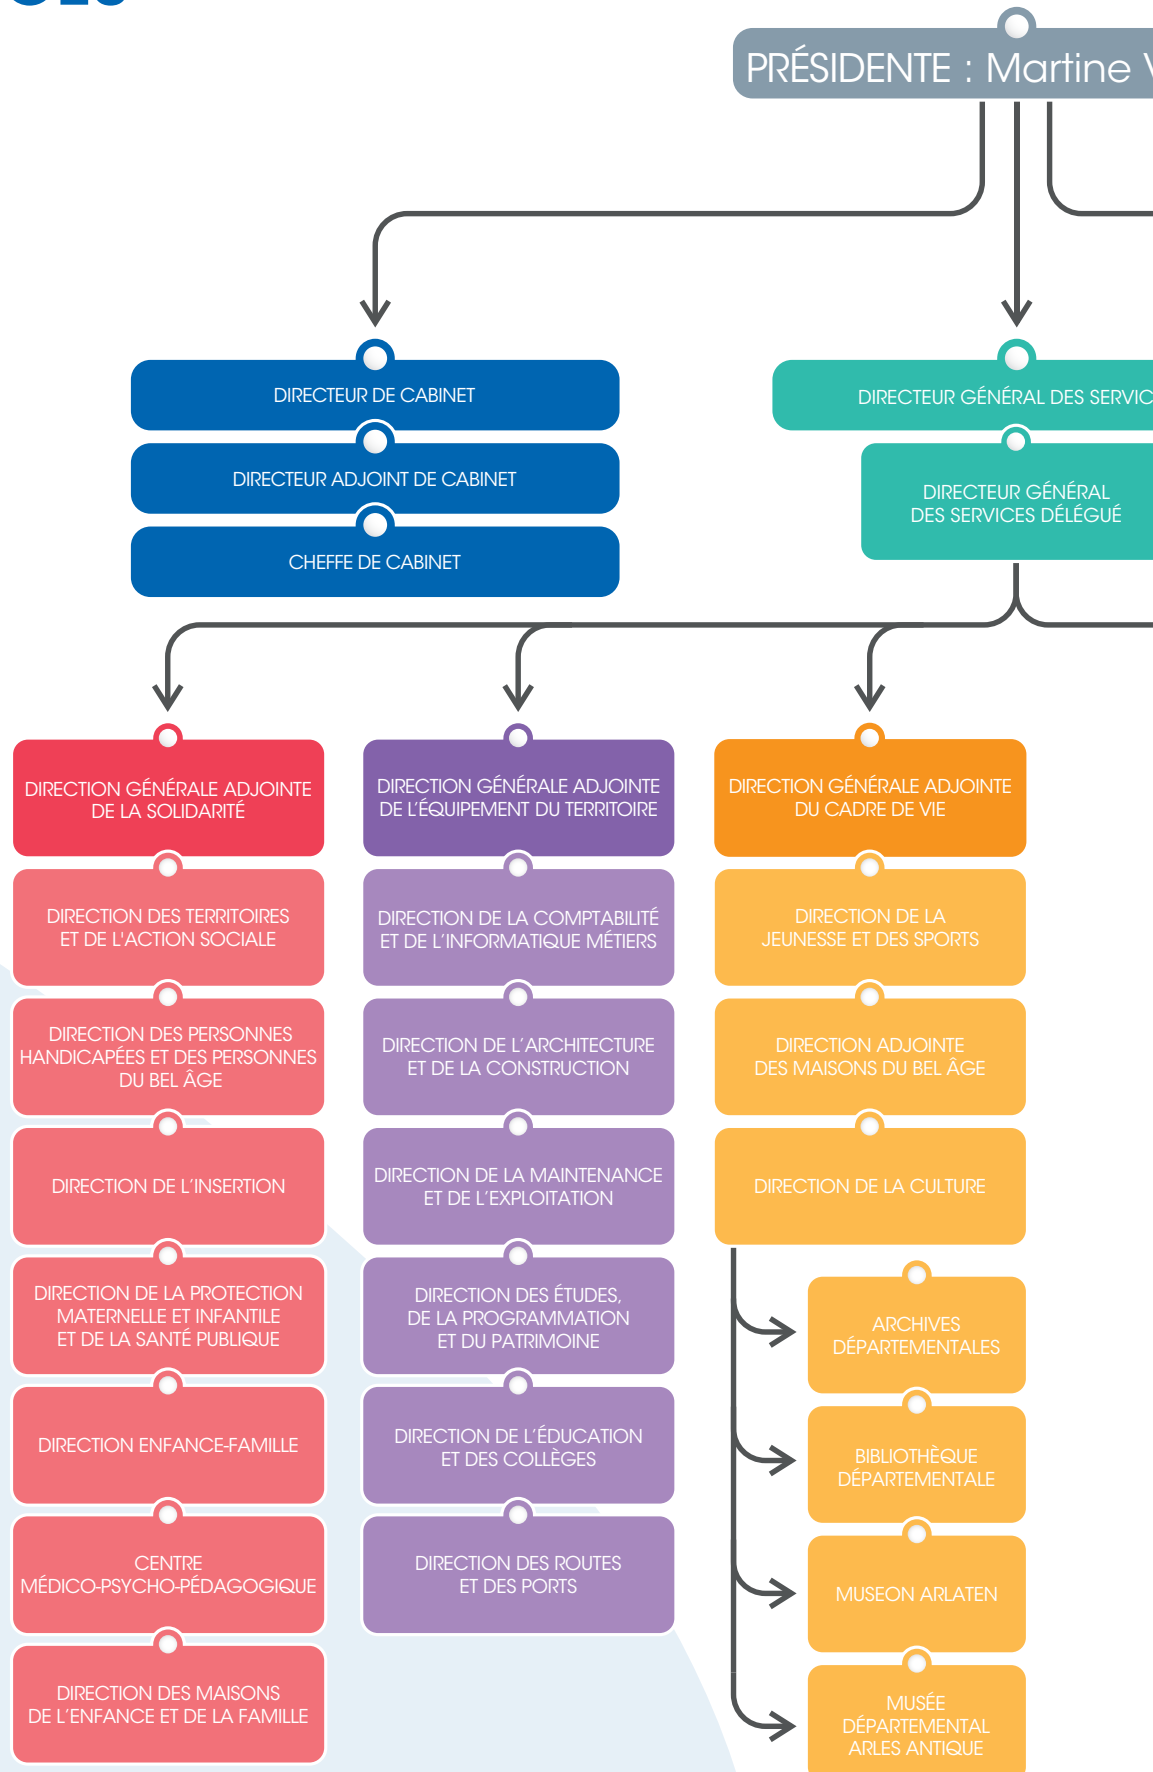 PRÉSIDENTE : Martine
DIRECTEUR DE CABINET
DIRECTEUR ADJOINT DE CABINET
CHEFFE DE CABINET
DIRECTEUR GÉNÉRAL DES SERVIC
DIRECTEUR GÉNÉRAL
DES SERVICES DÉLÉGUÉ
DIRECTION GÉNÉRALE ADJOINTE
DE LA SOLIDARITÉ
DIRECTION DES TERRITOIRES
ET DE L'ACTION SOCIALE
DIRECTION DES PERSONNES
HANDICAPÉES ET DES PERSONNES
DU BEL ÂGE
DIRECTION DE L’INSERTION
DIRECTION DE LA PROTECTION
MATERNELLE ET INFANTILE
ET DE LA SANTÉ PUBLIQUE
DIRECTION ENFANCE-FAMILLE
CENTRE
MÉDICO-PSYCHO-PÉDAGOGIQUE
DIRECTION DES MAISONS
DE L’ENFANCE ET DE LA FAMILLE
DIRECTION GÉNÉRALE ADJOINTE
DE L’ÉQUIPEMENT DU TERRITOIRE
DIRECTION DE LA COMPTABILITÉ
ET DE L’INFORMATIQUE MÉTIERS
DIRECTION DE L’ARCHITECTURE
ET DE LA CONSTRUCTION
DIRECTION DE LA MAINTENANCE
ET DE L’EXPLOITATION
DIRECTION DES ÉTUDES,
DE LA PROGRAMMATION
ET DU PATRIMOINE
DIRECTION DE L’ÉDUCATION
ET DES COLLÈGES
DIRECTION DES ROUTES
ET DES PORTS
DIRECTION GÉNÉRALE ADJOINTE
DU CADRE DE VIE
DIRECTION DE LA
JEUNESSE ET DES SPORTS
DIRECTION ADJOINTE
DES MAISONS DU BEL ÂGE
DIRECTION DE LA CULTURE
ARCHIVES
DÉPARTEMENTALES
BIBLIOTHÈQUE
DÉPARTEMENTALE
MUSEON ARLATEN
MUSÉE
DÉPARTEMENTAL
ARLES ANTIQUE